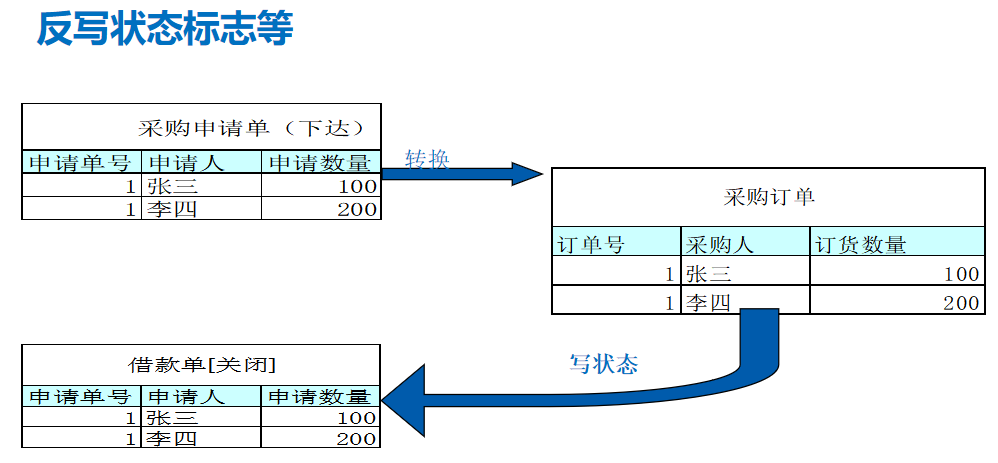 反写状态标志等
采购申请单（下达）
申请单号 申请人 申请数量
1 张三 100
1 李四 200
转换
采购订单
订单号 采购人 订货数量
1 张三 100
1 李四 200
写状态
借款单[关闭]
申请单号 申请人 申请数量
1 张三 100
1 李四 200